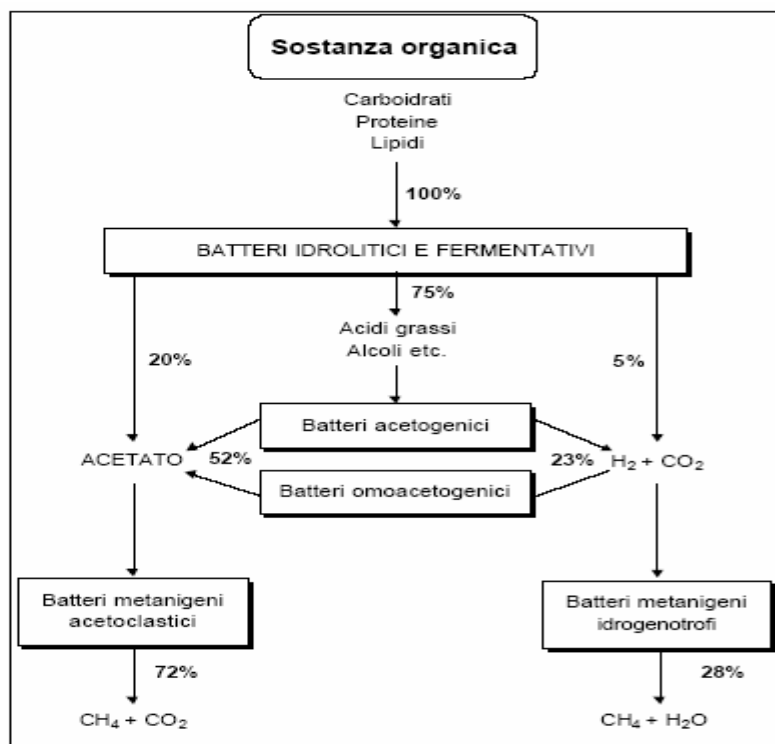 Sostanza organica
Carboidrati
Proteine
Lipidi
100%
BATTERI IDROLITICI E FERMENTATIVI
75%
Acidi grassi
Alcoli etc.
20%
5%
Batteri acetogenici
ACETATO
52%
23%
H₂ + CO₂
Batteri omoacetogenici
Batteri metanigeni
acetoclastici
Batteri metanigeni
idrogenotrofi
72%
28%
CH₄ + CO₂
CH₄ + H₂O